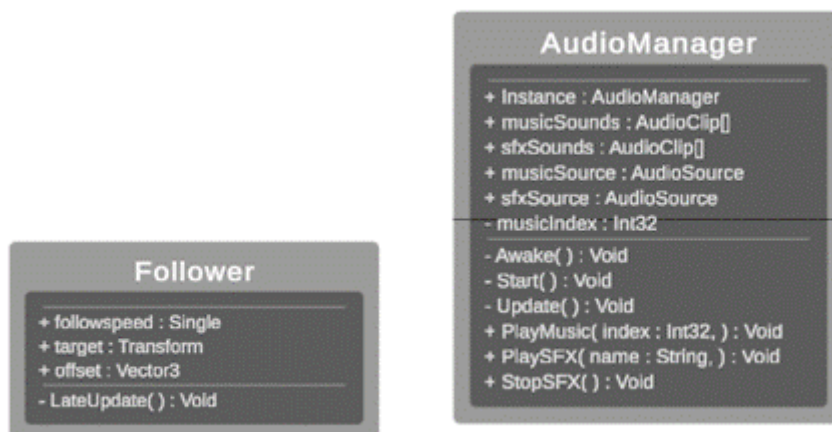 AudioManager
+ Instance : AudioManager
+ musicSounds : AudioClip[]
+ sfxSounds : AudioClip[]
+ musicSource : AudioSource
+ sfxSource : AudioSource
- musicIndex : Int32
- Awake( ) : Void
- Start( ) : Void
- Update( ) : Void
+ PlayMusic( index : Int32, ) : Void
+ PlaySFX( name : String, ) : Void
+ StopSFX( ) : Void
Follower
+ followspeed : Single
+ target : Transform
+ offset : Vector3
- LateUpdate( ) : Void